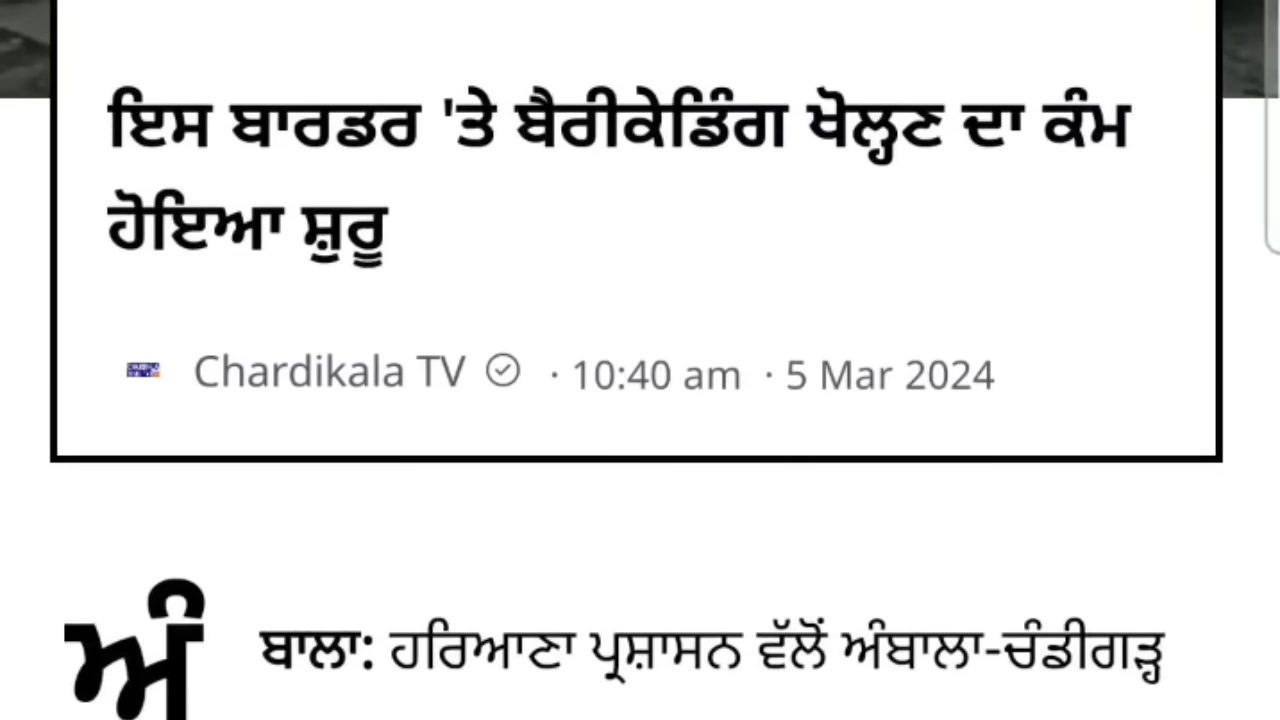 ਇਸ ਬਾਰਡਰ 'ਤੇ ਬੈਰੀਕੇਡਿੰਗ ਖੋਲ੍ਹਣ ਦਾ ਕੰਮ
ਹੋਇਆ ਸ਼ੁਰੂ
Chardikala TV · 10:40 am · 5 Mar 2024
ਅੰਬਾਲਾ: ਹਰਿਆਣਾ ਪ੍ਰਸ਼ਾਸਨ ਵੱਲੋਂ ਅੰਬਾਲਾ-ਚੰਡੀਗੜ੍ਹ